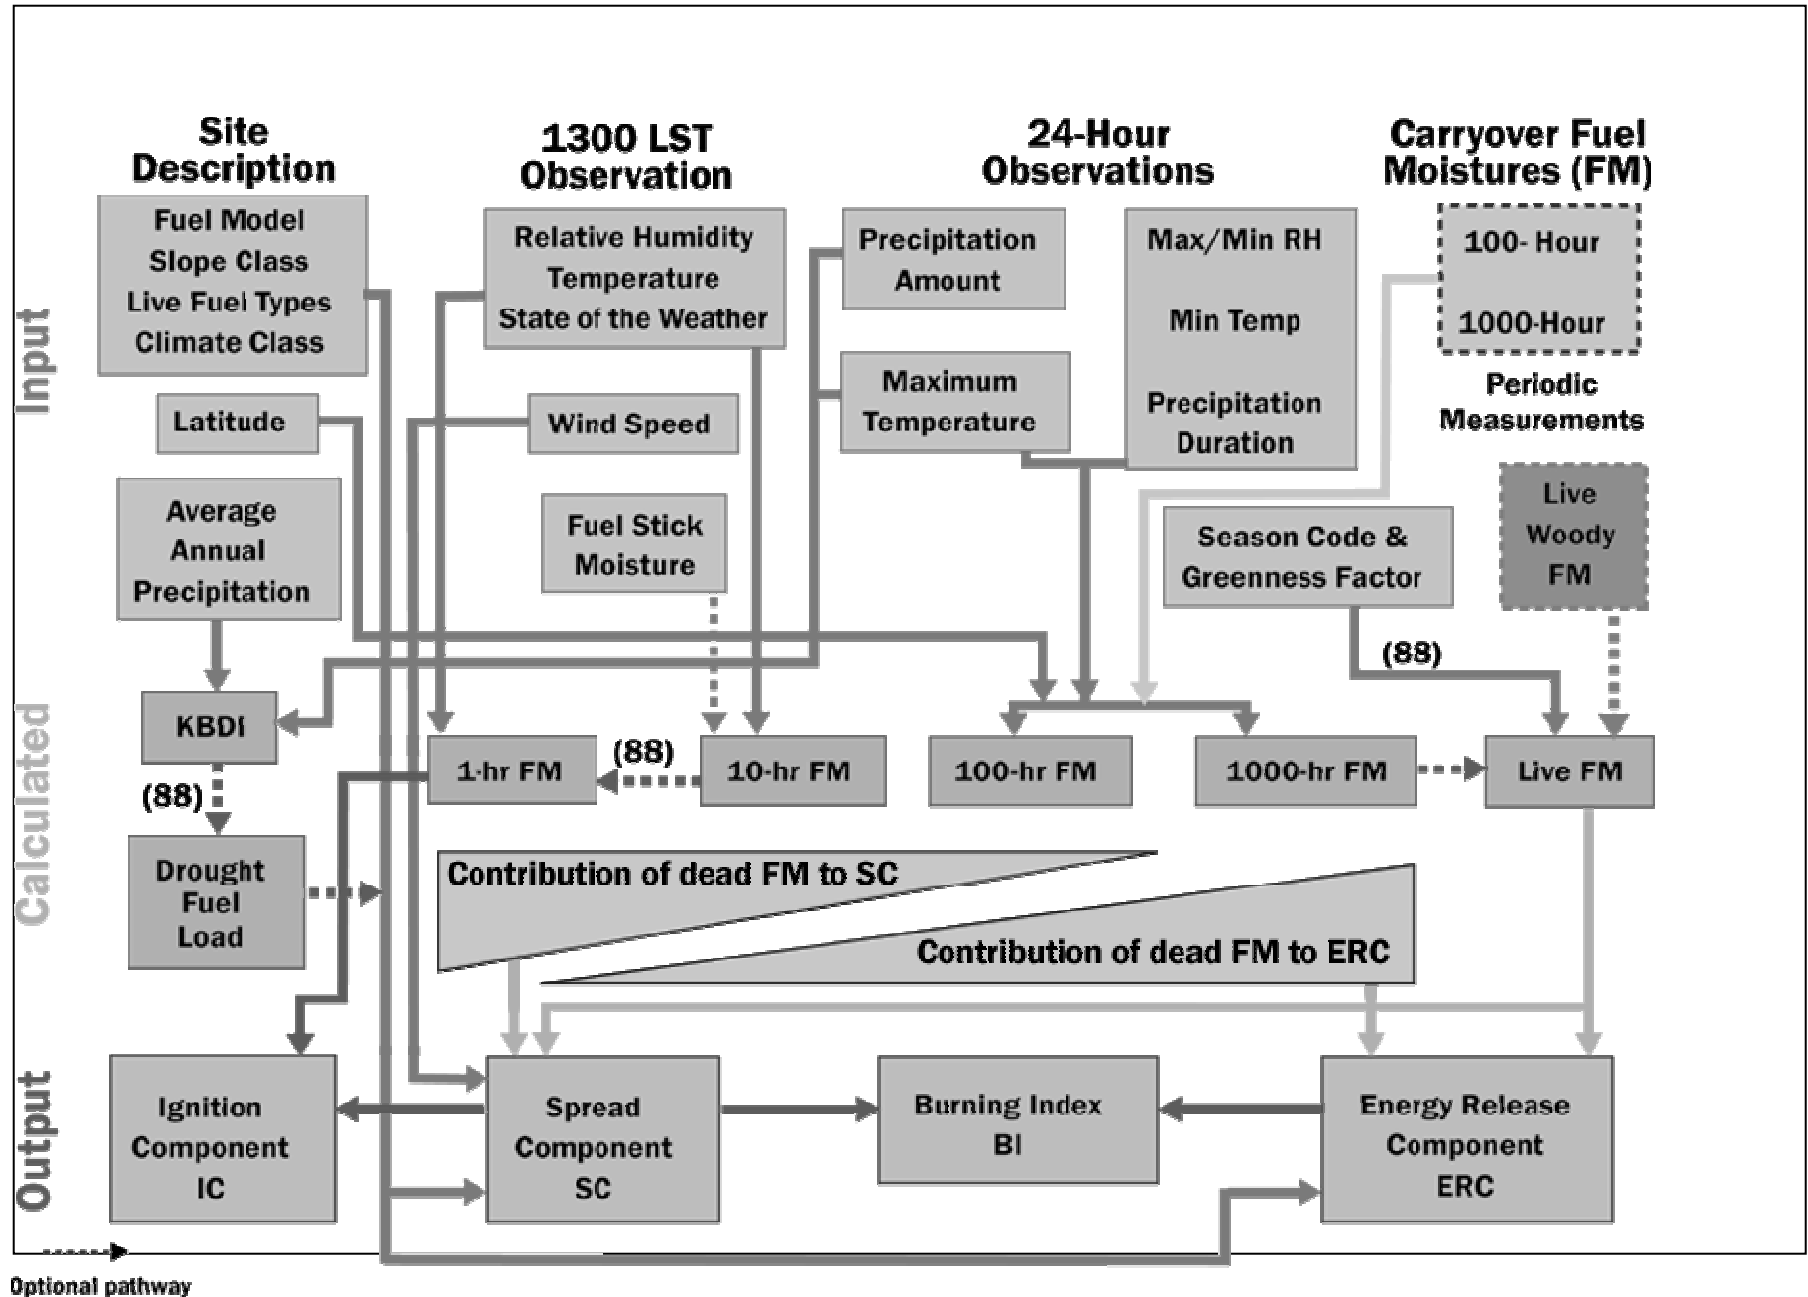 Site
Description
1300 LST
Observation
24-Hour
Observations
Carryover Fuel
Moistures (FM)
Input
Fuel Model
Slope Class
Live Fuel Types
Climate Class
Relative Humidity
Temperature
State of the Weather
Precipitation
Amount
Max/Min RH
Min Temp
Precipitation
Duration
100- Hour
1000-Hour
Periodic
Measurements
Latitude
Wind Speed
Maximum
Temperature
Average
Annual
Precipitation
Fuel Stick
Moisture
Season Code &
Greenness Factor
Live
Woody
FM
(88)
Calculated
KBDI
(88)
1-hr FM
(88)
10-hr FM
100-hr FM
1000-hr FM
Live FM
Drought
Fuel
Load
Contribution of dead FM to SC
Contribution of dead FM to ERC
Output
Ignition
Component
IC
Spread
Component
SC
Burning Index
BI
Energy Release
Component
ERC
Optional pathway